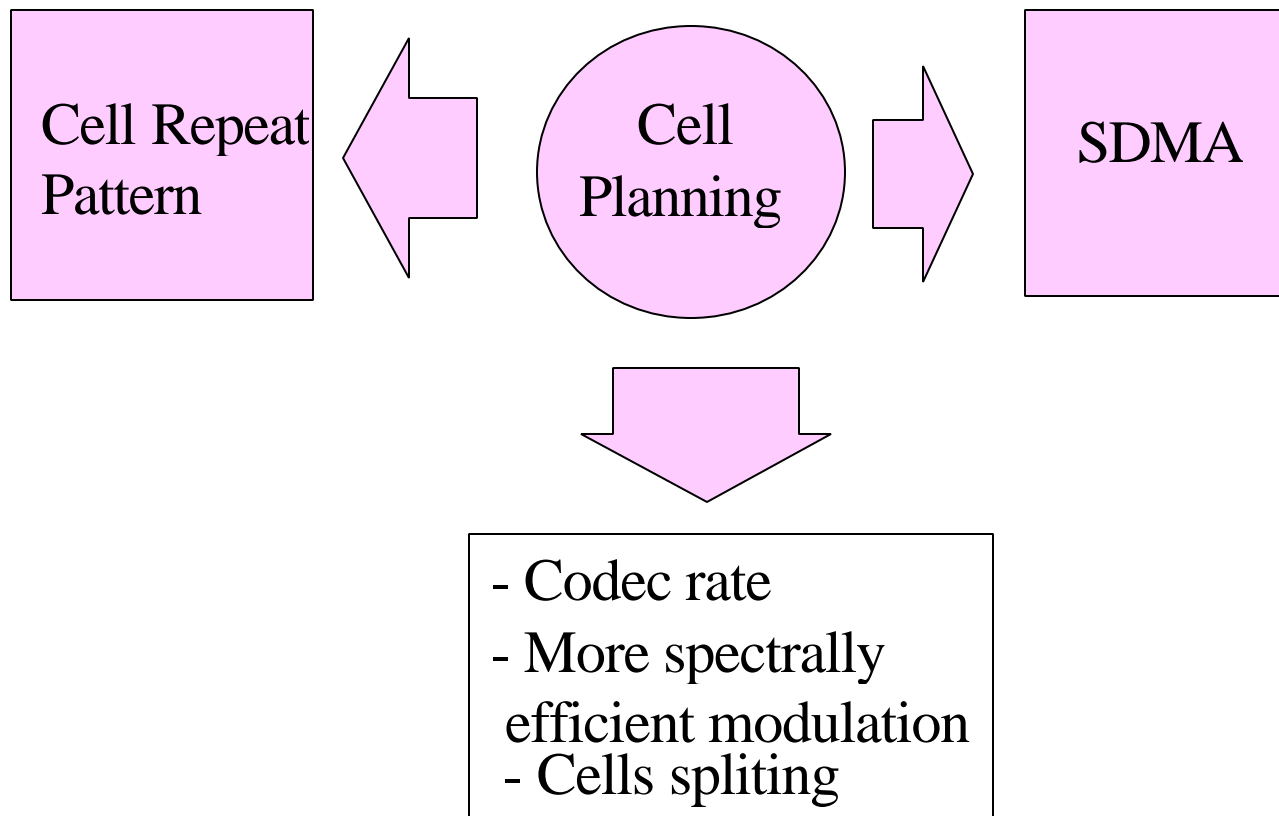 Cell Repeat
Pattern
Cell
Planning
SDMA
- Codec rate
- More spectrally
efficient modulation
- Cells spliting